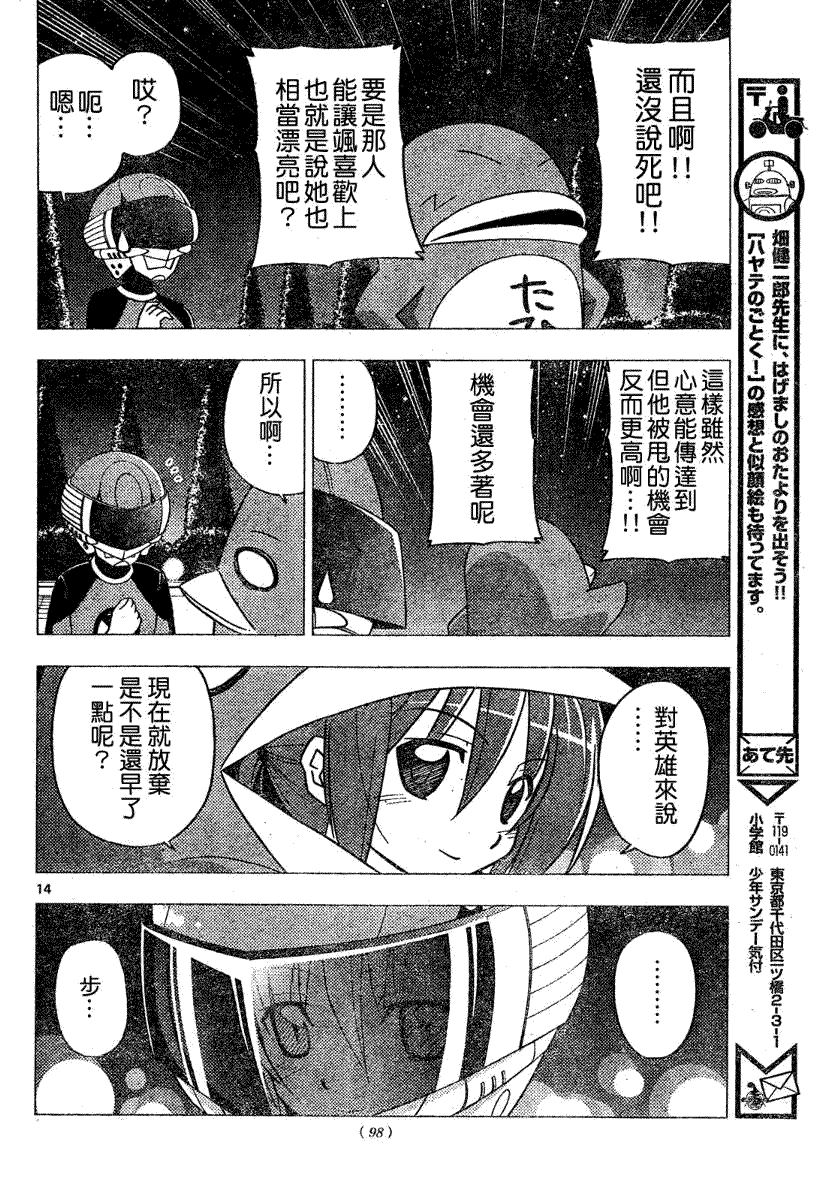 而且啊!!
還沒說死吧!!
要是那人
能讓颯喜歡上
也就是說她也
相當漂亮吧?
哎?
呃…
嗯…
たひ
這樣雖然
心意能傳達到
但他被甩的機會
反而更高啊…!!
機會還多著呢
……
所以啊…
對英雄來說
……
現在就放棄
是不是還早了
一點呢?
14
…
步…
(98)
畑健二郎先生に、はげましのおたよりを出そう!!
【ハヤテのごとく!】の感想と似顔絵も待ってます。
あて先
〒119-0141 東京都千代田区一ツ橋2-3-1
小学館 少年サンデー気付